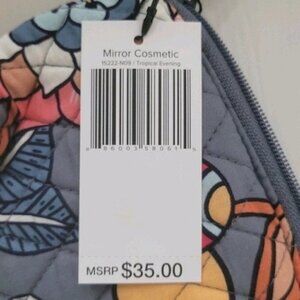 Mirror Cosmetic
15222-N09 / Tropical Evening
MSRP $35.00